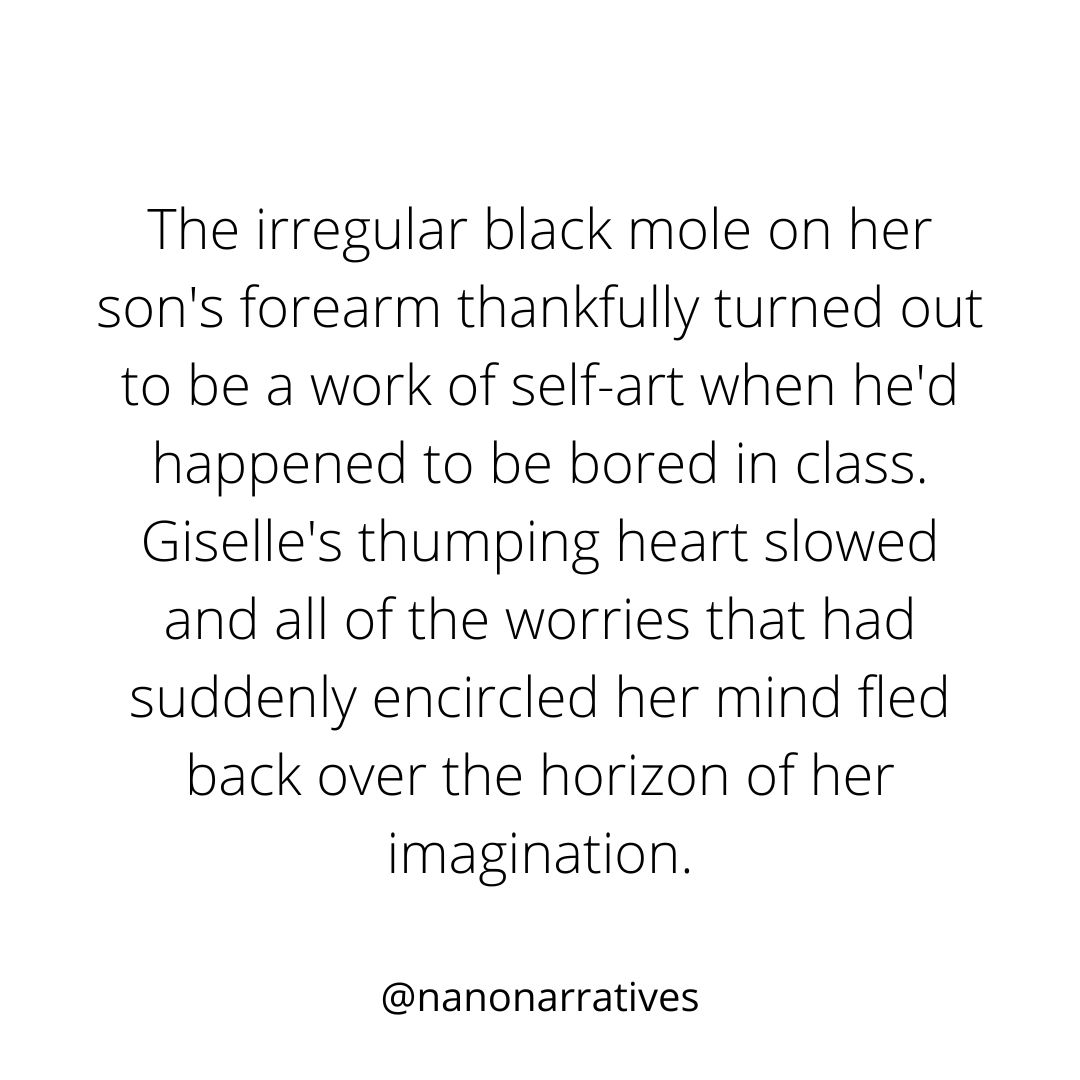 The irregular black mole on her
son's forearm thankfully turned out
to be a work of self-art when he'd
happened to be bored in class.
Giselle's thumping heart slowed
and all of the worries that had
suddenly encircled her mind fled
back over the horizon of her
imagination.
@nanonarratives